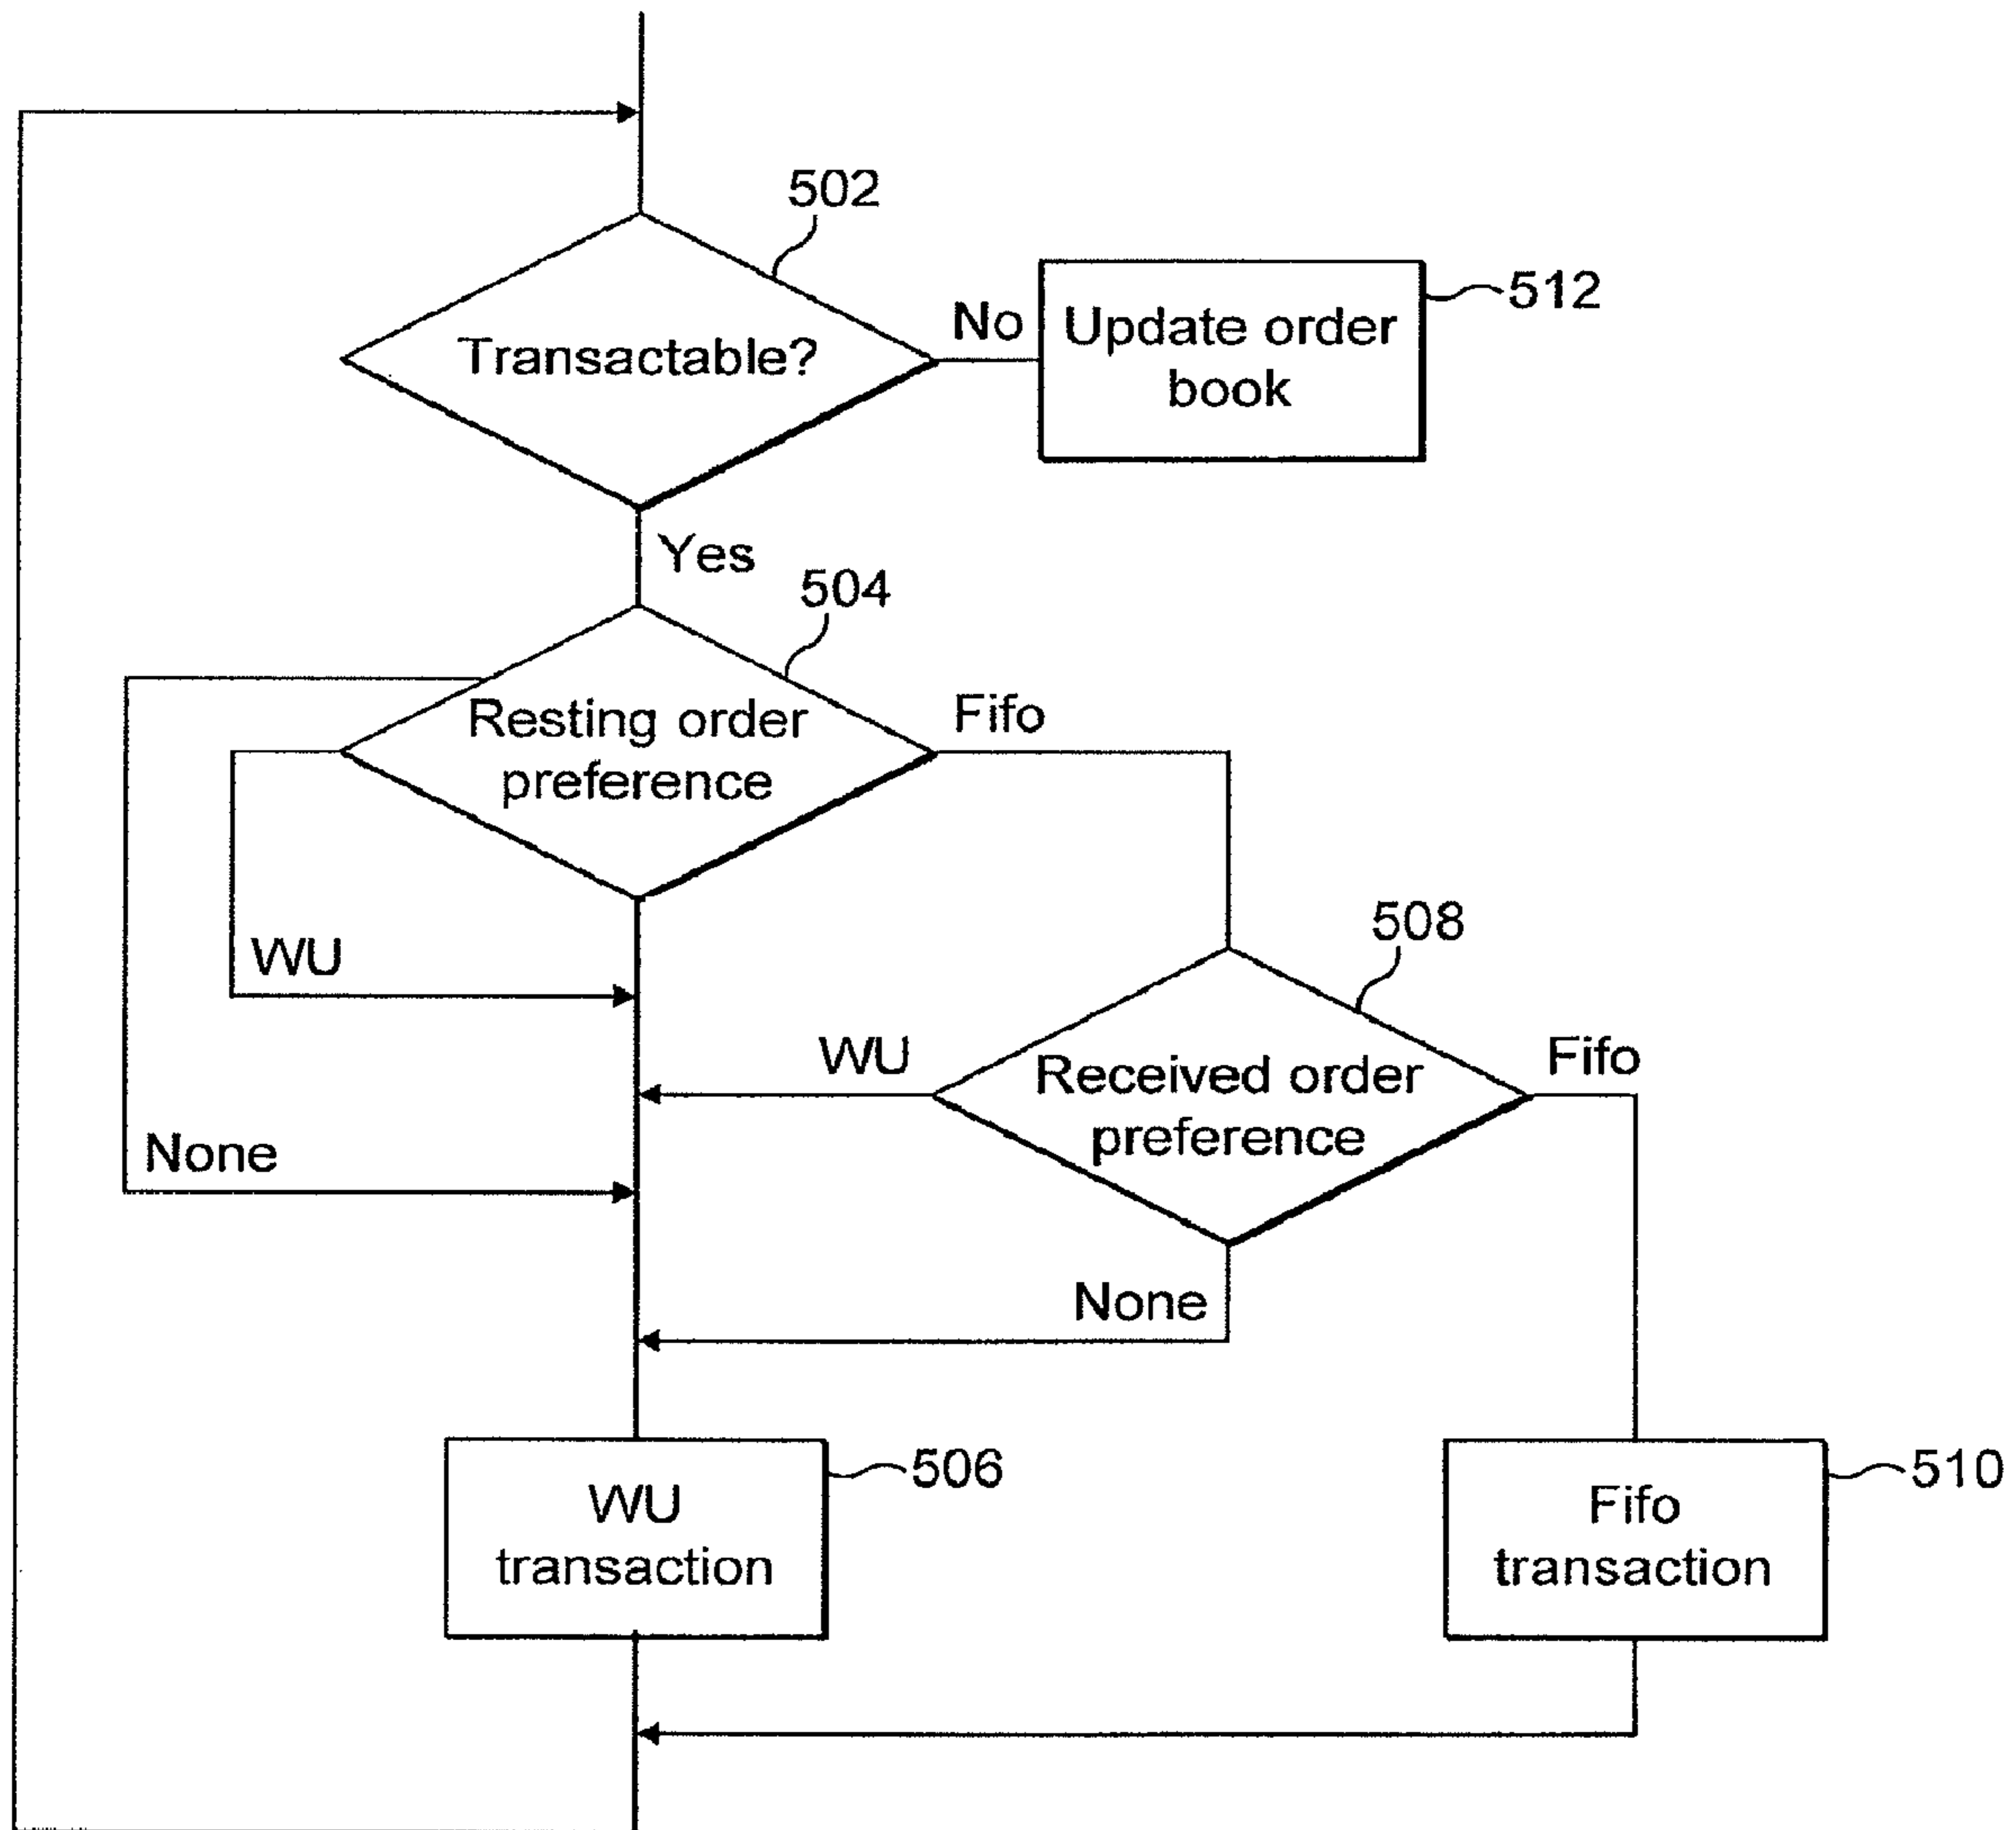 502
Transactable?
No
Update order
book
512
Yes
504
Resting order
preference
Fifo
WU
508
WU
Received order
preference
Fifo
None
None
WU
transaction
506
Fifo
transaction
510